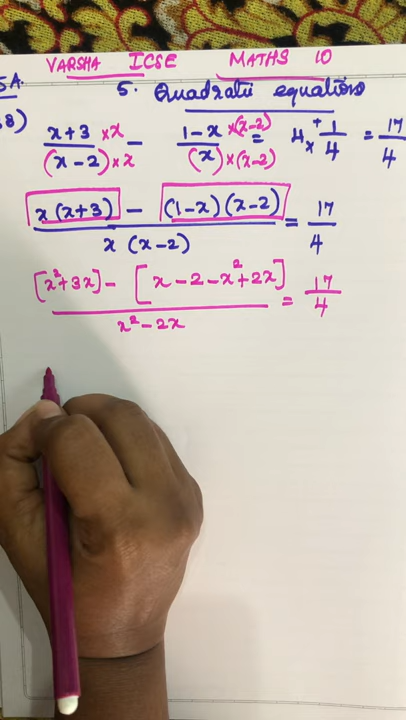 VARSHA ICSE MATHS 10
5A. 5. Quadratic equations
8) (x+3)×x/(x-2)×x - (1-x)×(x-2)/(x)×(x-2) = 4 ×+ 1/4 = 17/4
x(x+3) - (1-x)(x-2) / x(x-2) = 17/4
[x²+3x] - [x-2-x²+2x] / x²-2x = 17/4